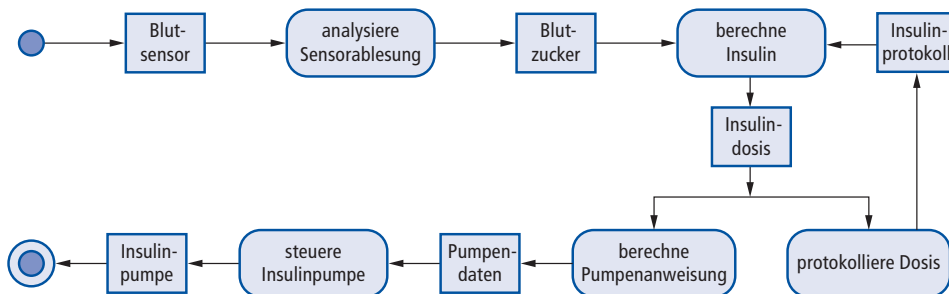 Blut-
sensor
analysiere
Sensorablesung
Blut-
zucker
berechne
Insulin
Insulin-
protokoll
Insulin-
dosis
Insulin-
pumpe
steuere
Insulinpumpe
Pumpen-
daten
berechne
Pumpenanweisung
protokolliere Dosis